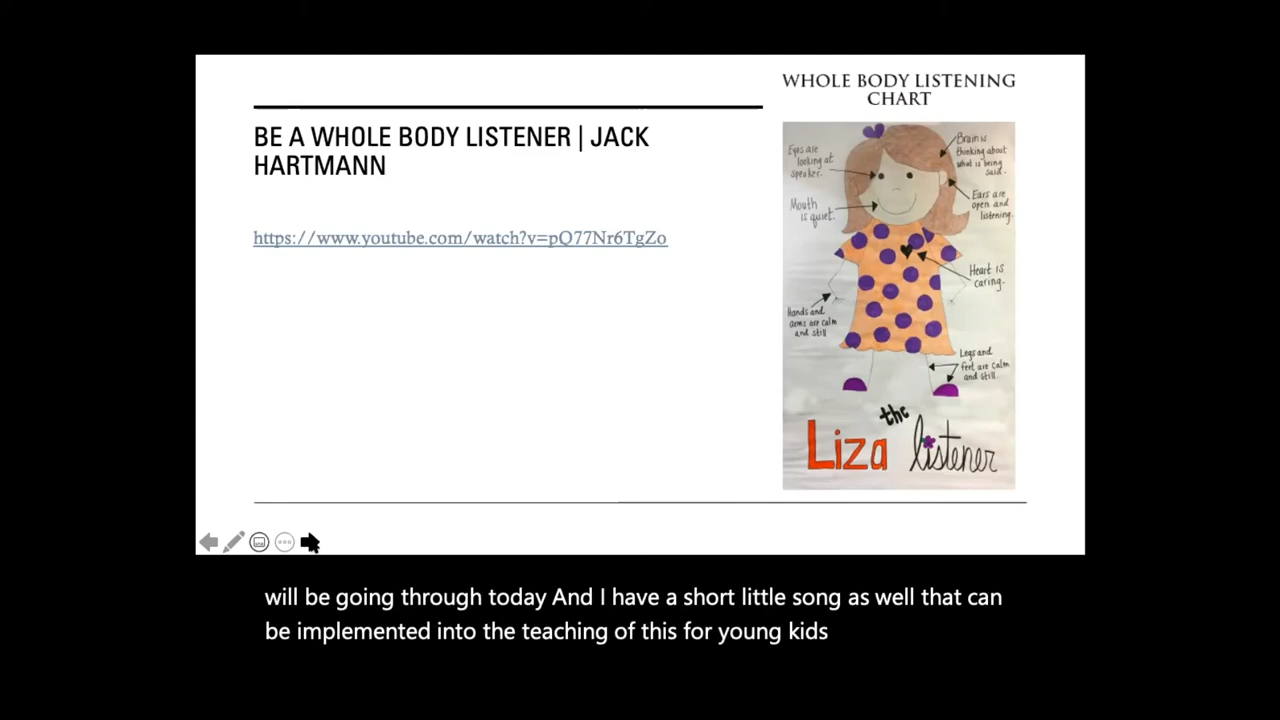 BE A WHOLE BODY LISTENER | JACK
HARTMANN
https://www.youtube.com/watch?v=pQ77Nr6TgZo
WHOLE BODY LISTENING
CHART
Eyes are
looking at
speaker.
Mouth
is quiet.
Hands and
arms are calm
and still
Brain is
thinking about
what is being
said.
Ears are
open and
listening.
Heart is
caring.
Legs and
feet are calm
and still.
Liza the listener
will be going through today And I have a short little song as well that can
be implemented into the teaching of this for young kids